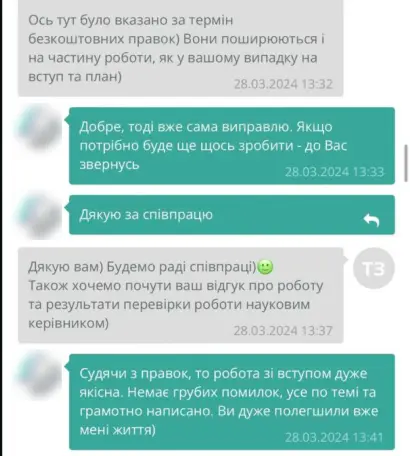 Ось тут було вказано за термін
безкоштовних правок) Вони поширюються і
на частину роботи, як у вашому випадку на
вступ та план)
28.03.2024 13:32
Добре, тоді вже сама виправлю. Якщо
потрібно буде ще щось зробити - до Вас
звернусь
28.03.2024 13:33
Дякую за співпрацю
Дякую вам) Будемо раді співпраці)
Також хочемо почути ваш відгук про роботу
та результати перевірки роботи науковим
керівником)
28.03.2024 13:37
ТЗ
Судячи з правок, то робота зі вступом дуже
якісна. Немає грубих помилок, усе по темі та
грамотно написано. Ви дуже полегшили вже
мені життя)
28.03.2024 13:41